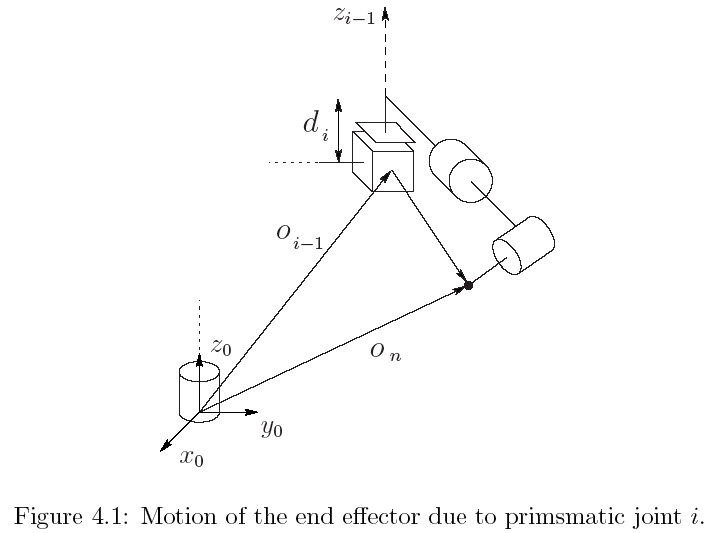 z_{i−1}
d_i
O_{i−1}
z_0
O_n
y_0
x_0
Figure 4.1: Motion of the end effector due to primsmatic joint i.